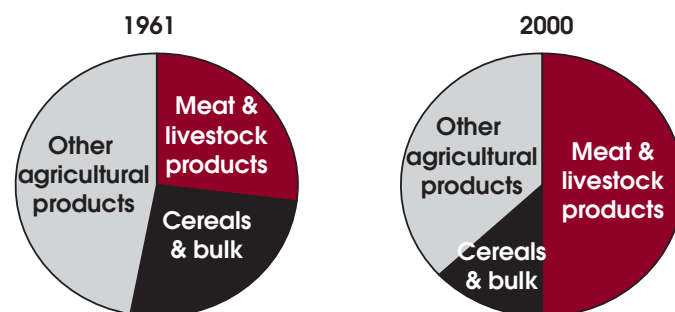 1961
Meat &
livestock
products
Other
agricultural
products
Cereals
& bulk
2000
Other
agricultural
products
Meat &
livestock
products
Cereals
& bulk